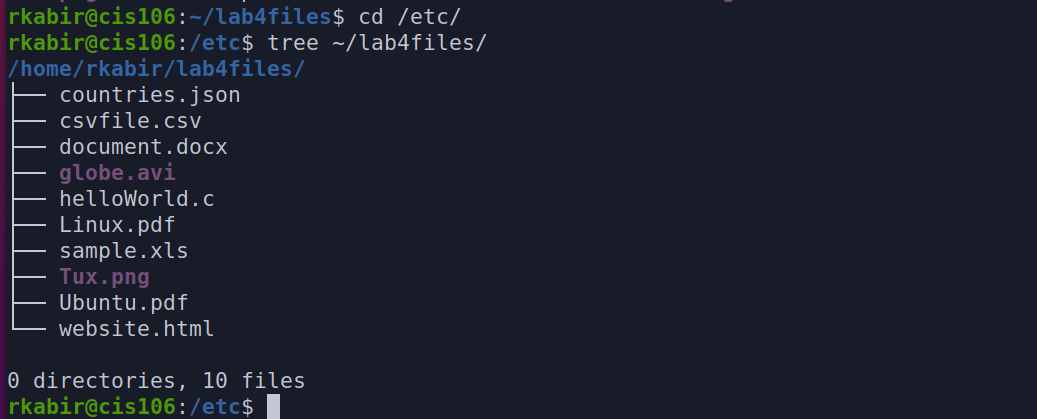 rkabir@cis106:~/lab4files$ cd /etc/
rkabir@cis106:/etc$ tree ~/lab4files/
/home/rkabir/lab4files/
├── countries.json
├── csvfile.csv
├── document.docx
├── globe.avi
├── helloWorld.c
├── Linux.pdf
├── sample.xls
├── Tux.png
├── Ubuntu.pdf
└── website.html

0 directories, 10 files
rkabir@cis106:/etc$